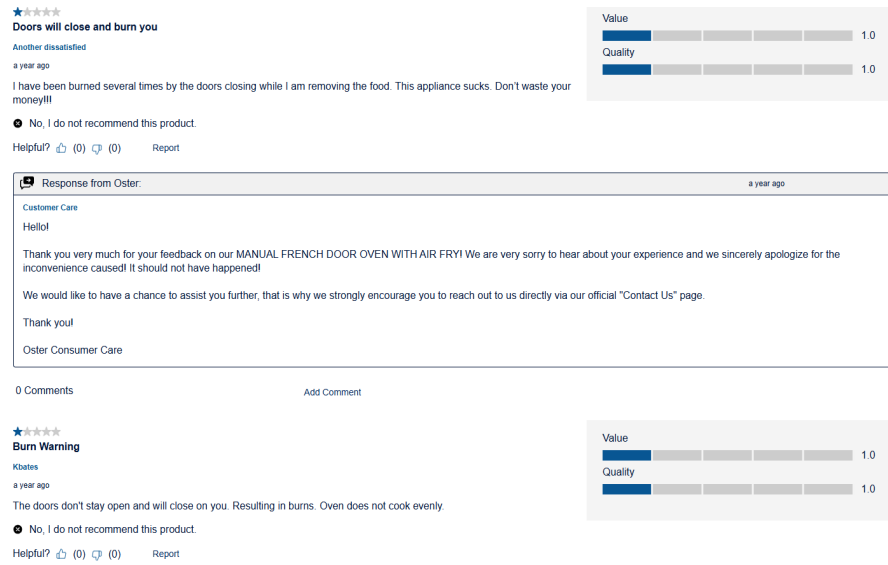 Doors will close and burn you
Another dissatisfied
a year ago
I have been burned several times by the doors closing while I am removing the food. This appliance sucks. Don't waste your
money!!!
No, I do not recommend this product.
Helpful? (0) (0) Report
Value
1.0
Quality
1.0
Response from Oster: a year ago
Customer Care
Hello!
Thank you very much for your feedback on our MANUAL FRENCH DOOR OVEN WITH AIR FRY! We are very sorry to hear about your experience and we sincerely apologize for the
inconvenience caused! It should not have happened!
We would like to have a chance to assist you further, that is why we strongly encourage you to reach out to us directly via our official "Contact Us" page.
Thank you!
Oster Consumer Care
0 Comments Add Comment
Burn Warning
Kbates
a year ago
The doors don't stay open and will close on you. Resulting in burns. Oven does not cook evenly.
No, I do not recommend this product.
Helpful? (0) (0) Report
Value
1.0
Quality
1.0